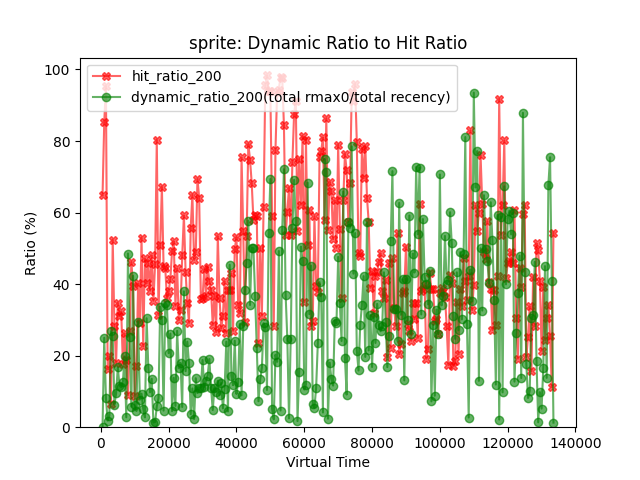 sprite: Dynamic Ratio to Hit Ratio
hit_ratio_200
dynamic_ratio_200(total rmax0/total recency)
Ratio (%)
100
80
60
40
20
0
0 20000 40000 60000 80000 100000 120000 140000
Virtual Time